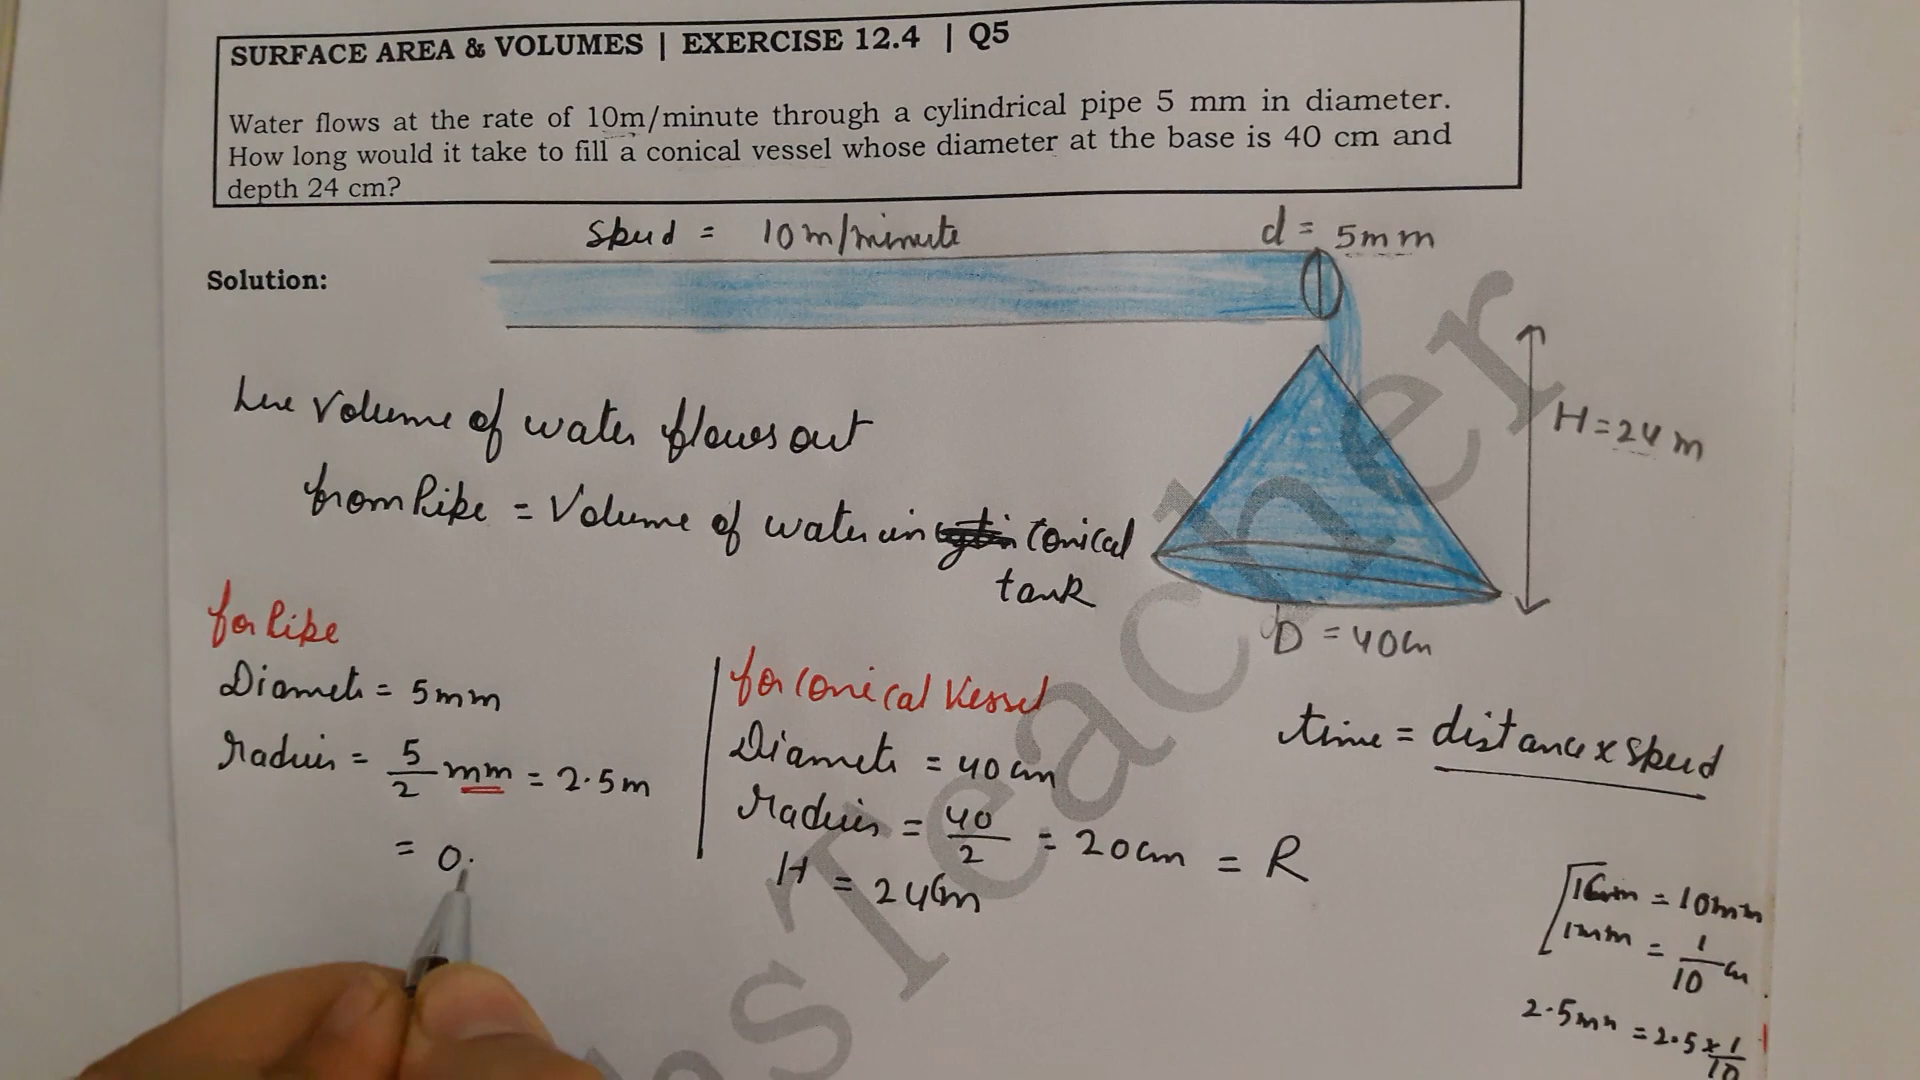 SURFACE AREA & VOLUMES | EXERCISE 12.4 | Q5
Water flows at the rate of 10m/minute through a cylindrical pipe 5 mm in diameter.
How long would it take to fill a conical vessel whose diameter at the base is 40 cm and
depth 24 cm?
Speed = 10m/minute
d = 5mm
Solution:
H = 24 m
here Volume of water flows out
from Pipe = Volume of water in Conical
tank
D = 40cm
for Pipe
Diameter = 5mm
radius = 5/2 mm = 2.5m
= 0.
for Conical Vessel
Diameter = 40cm
radius = 40/2 = 20cm = R
H = 24cm
time = distance x speed
1cm = 10mm
1mm = 1/10 cm
2.5mm = 2.5 x 1/10
Teacher